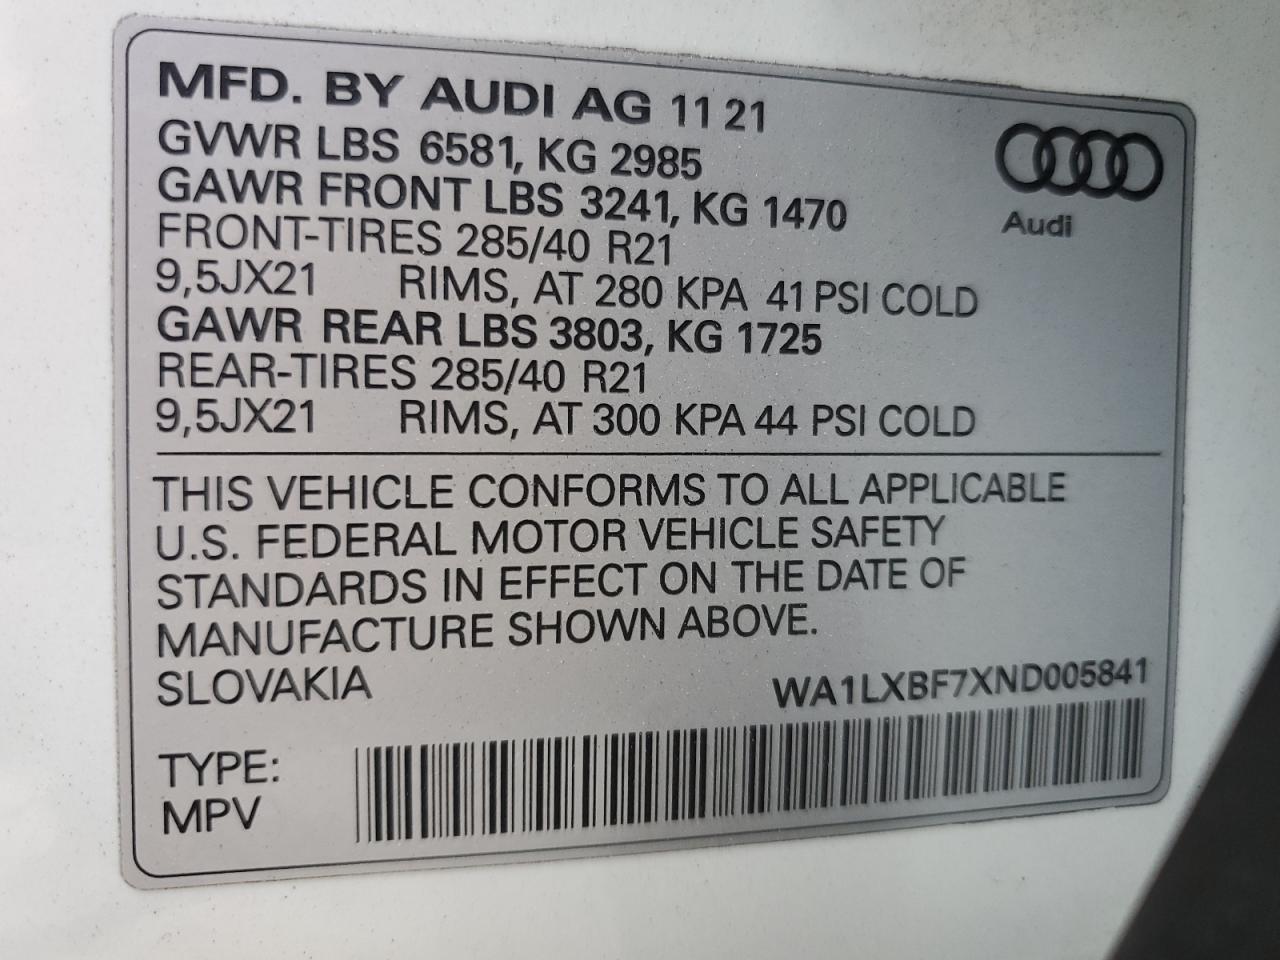 MFD. BY AUDI AG 11 21
GVWR LBS 6581, KG 2985
GAWR FRONT LBS 3241, KG 1470
FRONT-TIRES 285/40 R21
9,5JX21 RIMS, AT 280 KPA 41 PSI COLD
GAWR REAR LBS 3803, KG 1725
REAR-TIRES 285/40 R21
9,5JX21 RIMS, AT 300 KPA 44 PSI COLD
Audi
THIS VEHICLE CONFORMS TO ALL APPLICABLE
U.S. FEDERAL MOTOR VEHICLE SAFETY
STANDARDS IN EFFECT ON THE DATE OF
MANUFACTURE SHOWN ABOVE.
SLOVAKIA WA1LXBF7XND005841
TYPE:
MPV